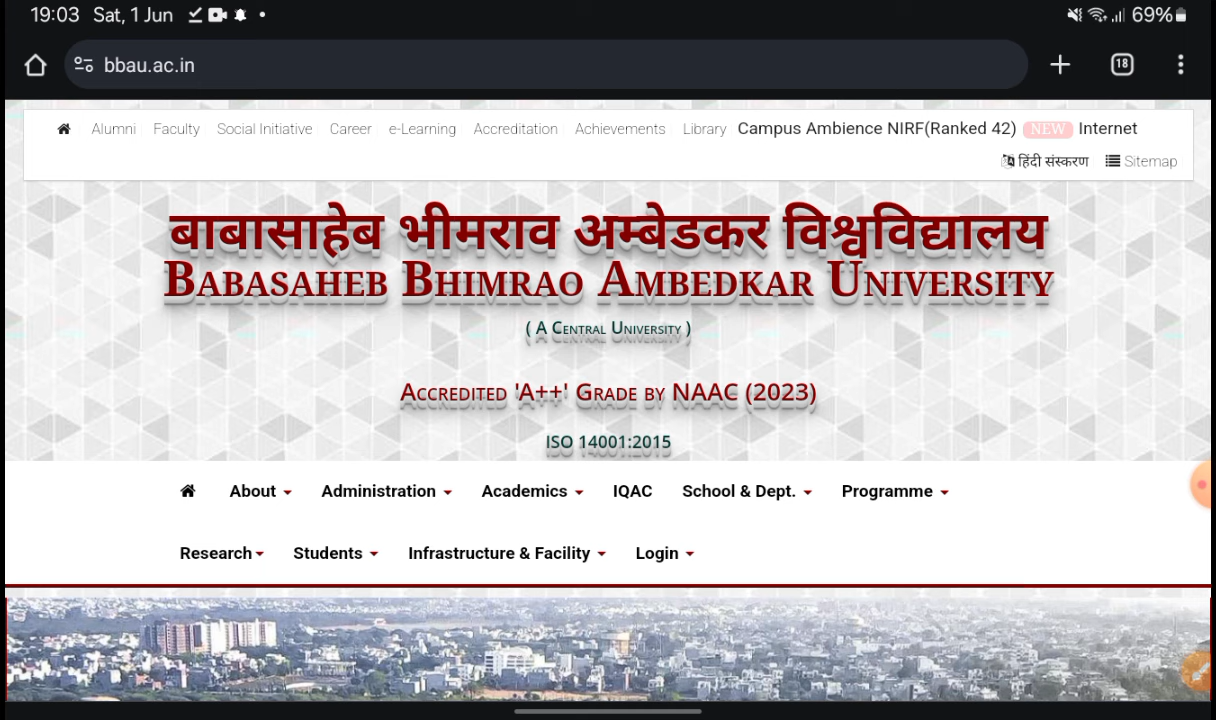 19:03 Sat, 1 Jun
69%
bbau.ac.in
18
Alumni Faculty Social Initiative Career e-Learning Accreditation Achievements Library Campus Ambience NIRF(Ranked 42) NEW Internet
हिंदी संस्करण Sitemap
बाबासाहेब भीमराव अम्बेडकर विश्वविद्यालय
Babasaheb Bhimrao Ambedkar University
( A Central University )
Accredited 'A++' Grade by NAAC (2023)
ISO 14001:2015
About Administration Academics IQAC School & Dept. Programme
Research Students Infrastructure & Facility Login